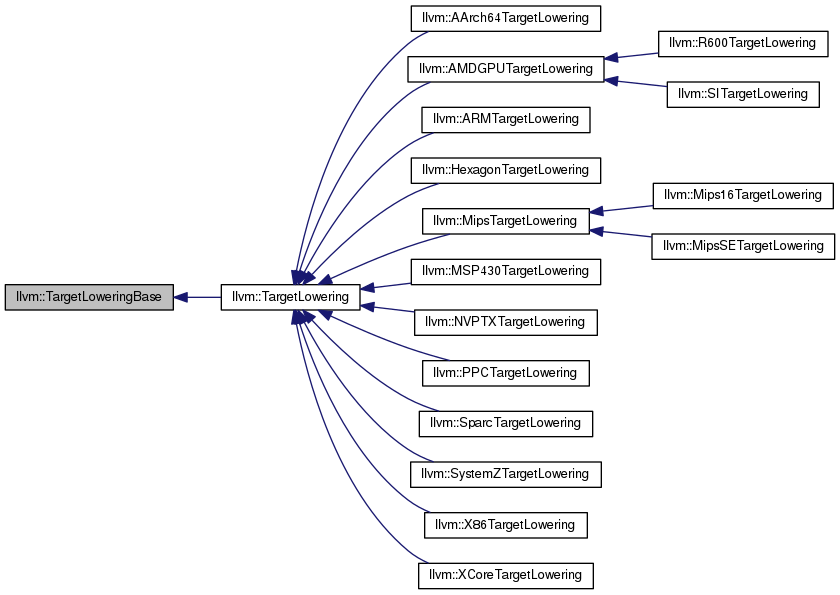 llvm::AArch64TargetLowering
llvm::R600TargetLowering
llvm::AMDGPUTargetLowering
llvm::SITargetLowering
llvm::ARMTargetLowering
llvm::HexagonTargetLowering
llvm::Mips16TargetLowering
llvm::MipsTargetLowering
llvm::MipsSETargetLowering
llvm::MSP430TargetLowering
llvm::TargetLoweringBase
llvm::TargetLowering
llvm::NVPTXTargetLowering
llvm::PPCTargetLowering
llvm::SparcTargetLowering
llvm::SystemZTargetLowering
llvm::X86TargetLowering
llvm::XCoreTargetLowering